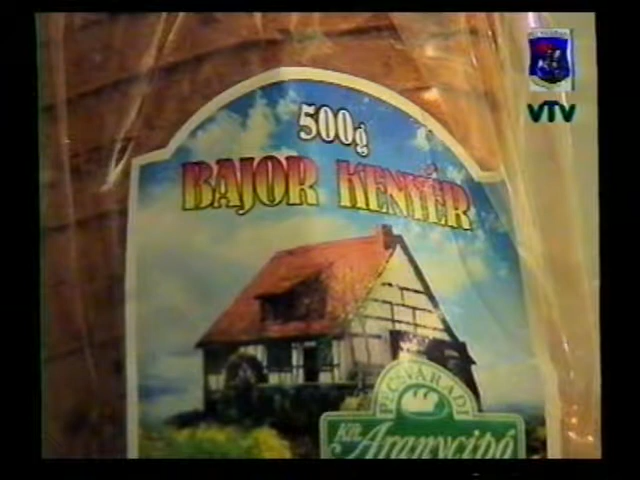 VTV
500g
BAJOR KENYÉR
PÉCSVÁRADI
Kft. Aranycipó